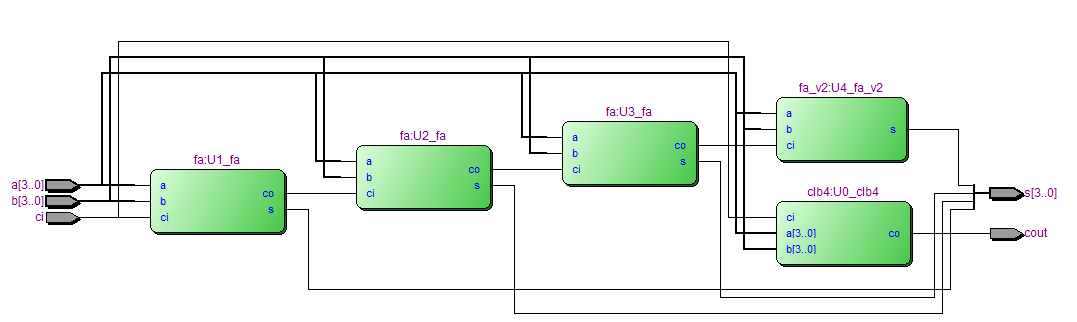 fa_v2:U4_fa_v2
a
b
ci
s
fa:U3_fa
a
b
ci
co
s
fa:U2_fa
a
b
ci
co
s
fa:U1_fa
a
b
ci
co
s
a[3..0]
b[3..0]
ci
clb4:U0_clb4
ci
a[3..0]
b[3..0]
co
s[3..0]
cout